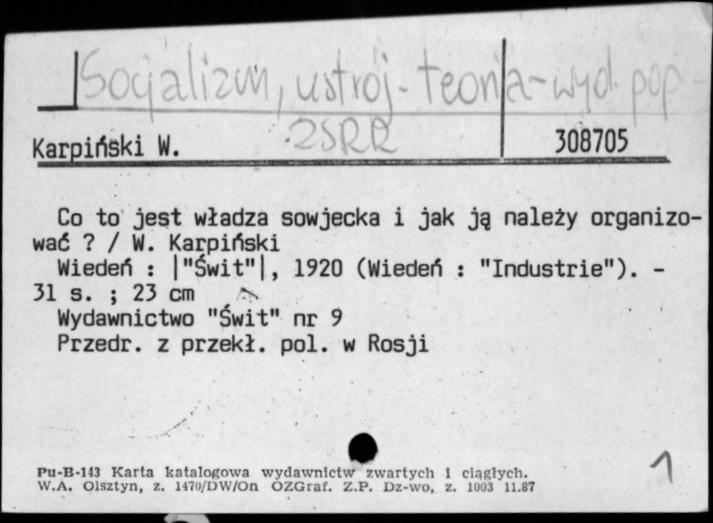 Socjalizm, ustrój - teoria - wyd. pop -
ZSRR
Karpiński W.
308705
Co to jest władza sowjecka i jak ją należy organizo-
wać ? / W. Karpiński
Wiedeń : |"Świt"|, 1920 (Wiedeń : "Industrie"). -
31 s. ; 23 cm
Wydawnictwo "Świt" nr 9
Przedr. z przekł. pol. w Rosji
1
Pu-B-143 Karta katalogowa wydawnictw zwartych i ciągłych.
W.A. Olsztyn, z. 1470/DW/On OZGraf. Z.P. Dz-wo, z. 1003 11.87